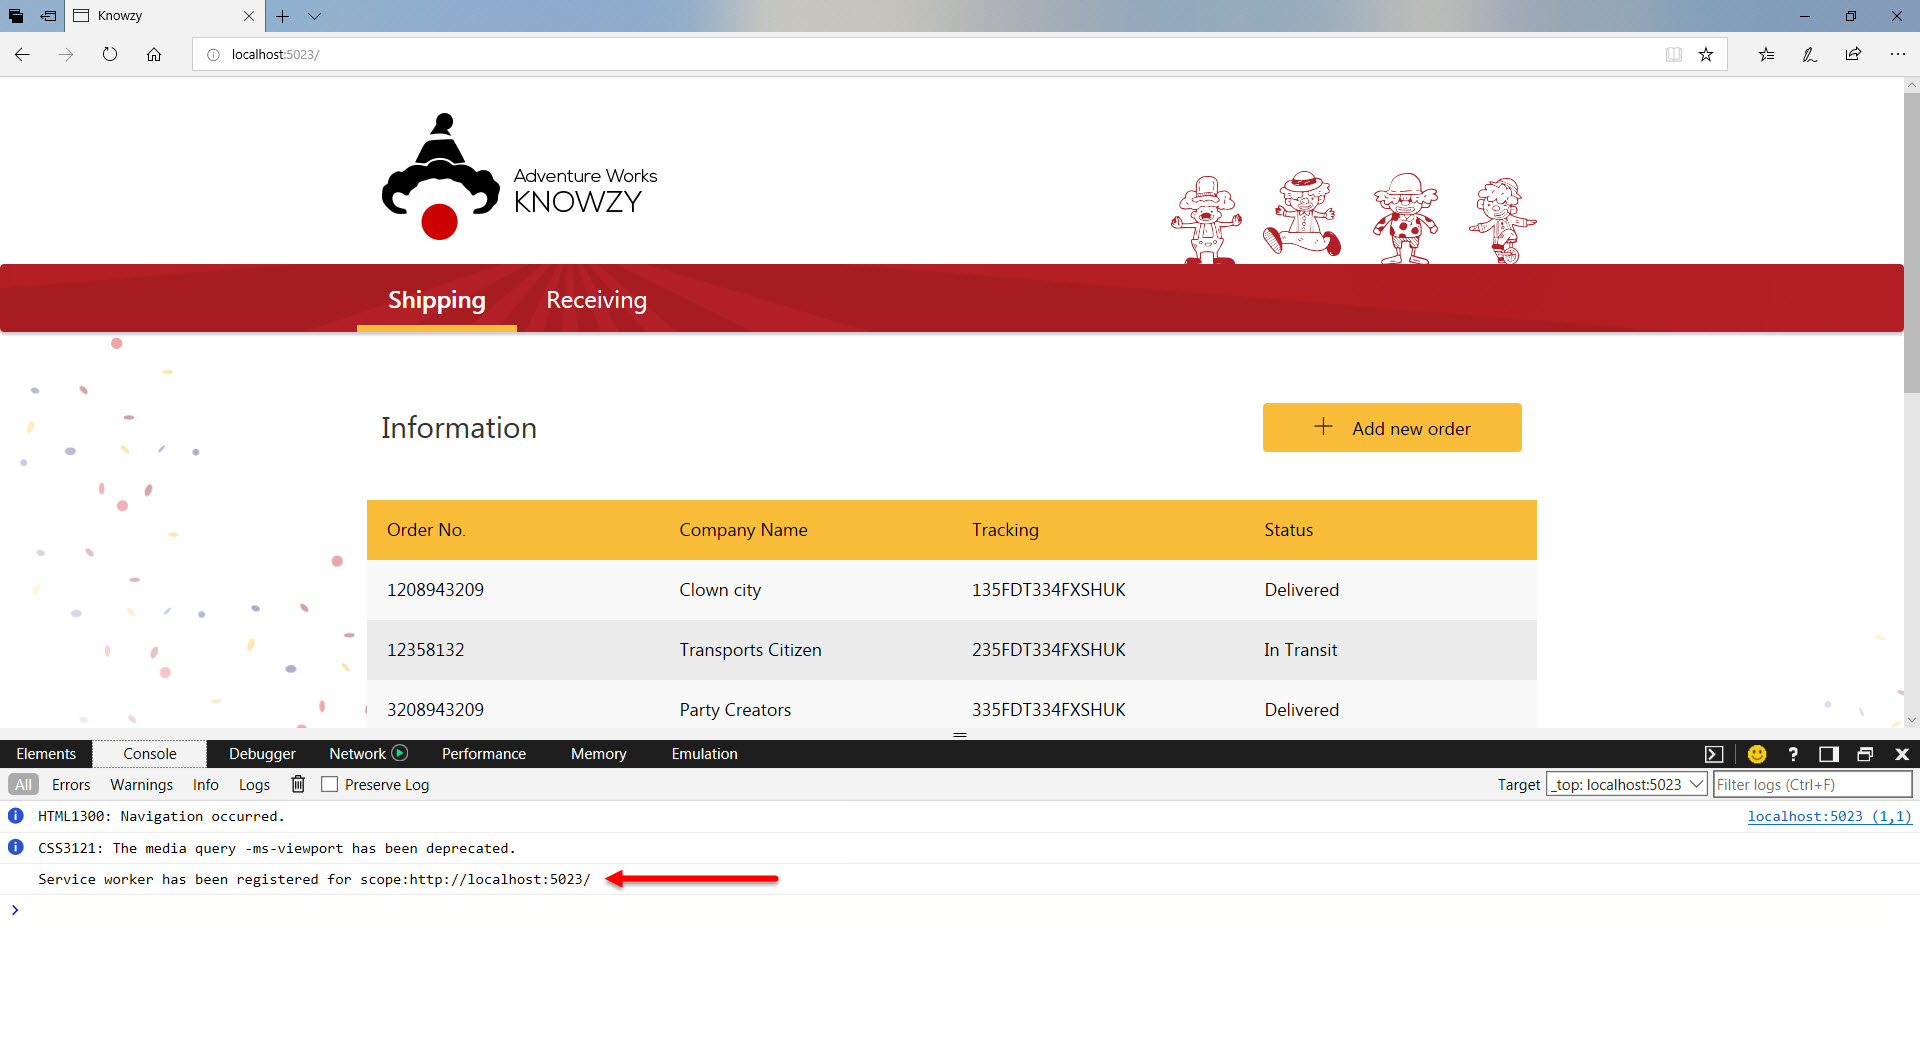 Knowzy
localhost:5023/
Adventure Works
KNOWZY
Shipping Receiving
Information
Add new order
Order No. Company Name Tracking Status
1208943209 Clown city 135FDT334FXSHUK Delivered
12358132 Transports Citizen 235FDT334FXSHUK In Transit
3208943209 Party Creators 335FDT334FXSHUK Delivered
Elements Console Debugger Network Performance Memory Emulation
All Errors Warnings Info Logs Preserve Log Target _top: localhost:5023 Filter logs (Ctrl+F)
HTML1300: Navigation occurred. localhost:5023 (1,1)
CSS3121: The media query -ms-viewport has been deprecated.
Service worker has been registered for scope:http://localhost:5023/